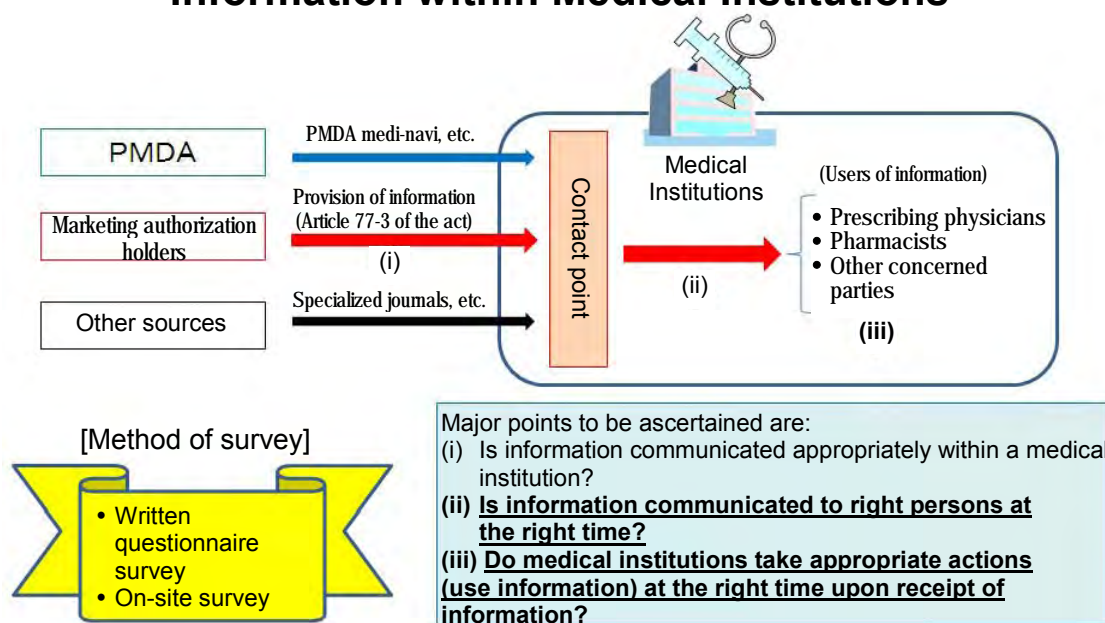 Information within Medical Institutions
PMDA
PMDA medi-navi, etc.
Marketing authorization
holders
Provision of information
(Article 77-3 of the act)
(i)
Other sources
Specialized journals, etc.
Contact point
Medical
Institutions
(ii)
(Users of information)
• Prescribing physicians
• Pharmacists
• Other concerned
parties
(iii)
[Method of survey]
• Written
questionnaire
survey
• On-site survey
Major points to be ascertained are:
(i) Is information communicated appropriately within a medical
institution?
(ii) Is information communicated to right persons at
the right time?
(iii) Do medical institutions take appropriate actions
(use information) at the right time upon receipt of
information?